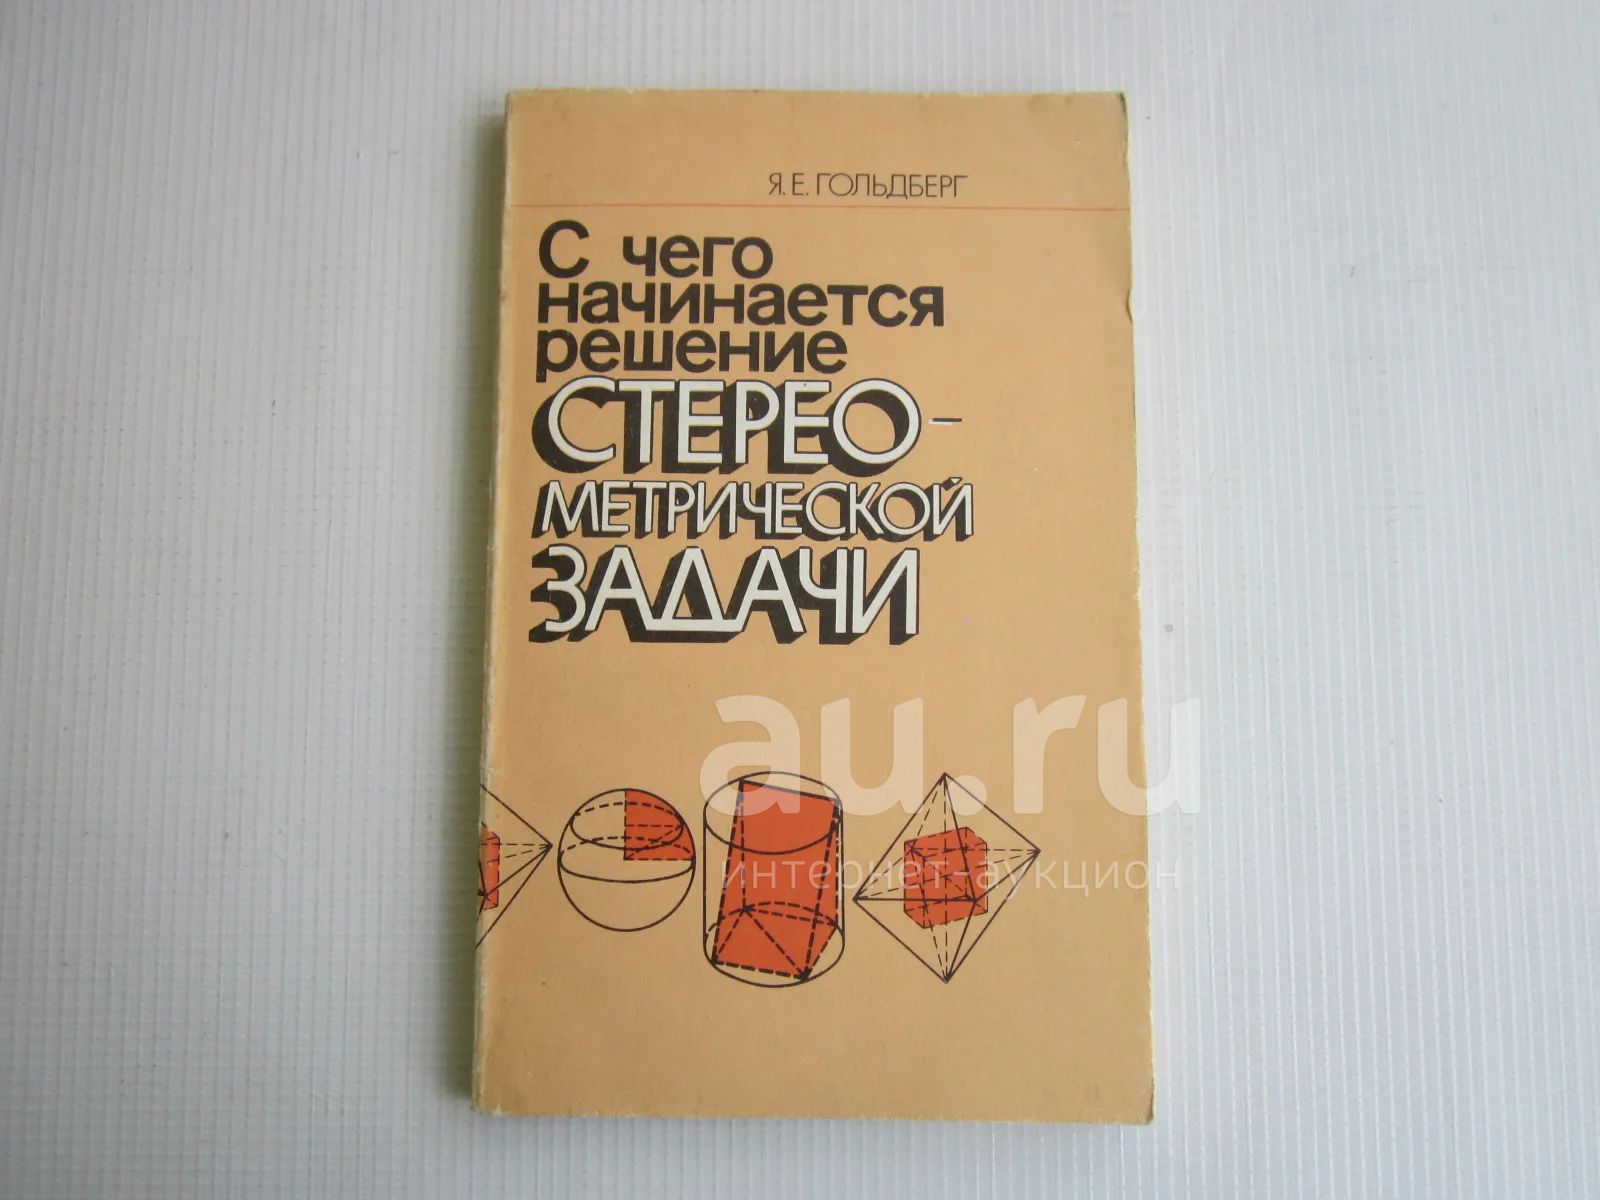 Я. Е. ГОЛЬДБЕРГ
С чего
начинается
решение
СТЕРЕО-
МЕТРИЧЕСКОЙ
ЗАДАЧИ
au.ru
интернет-аукцион